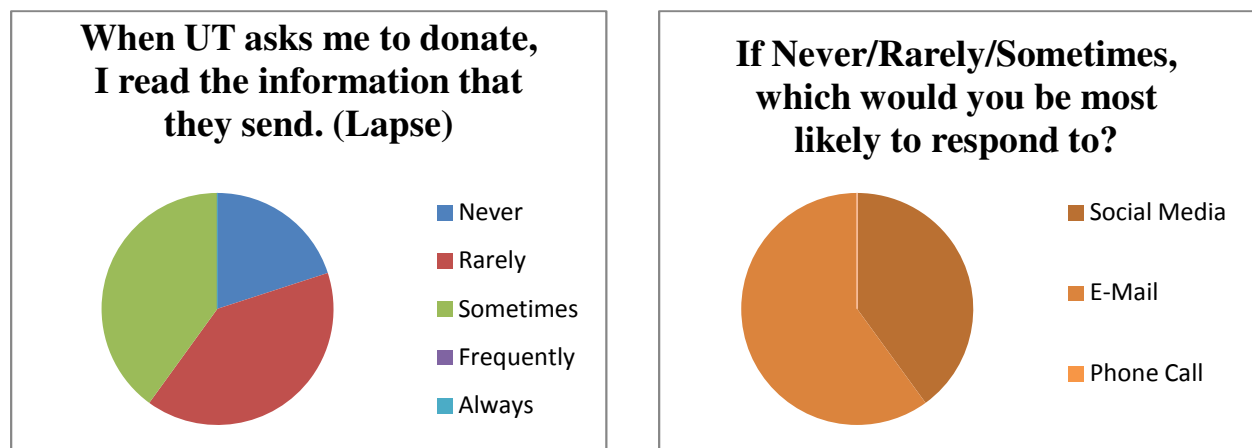 When UT asks me to donate,
I read the information that
they send. (Lapse)
Never
Rarely
Sometimes
Frequently
Always
If Never/Rarely/Sometimes,
which would you be most
likely to respond to?
Social Media
E-Mail
Phone Call